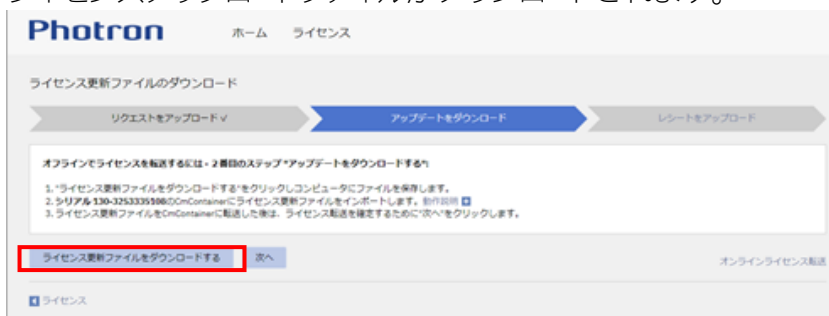 Photron
ホーム ライセンス
ライセンス更新ファイルのダウンロード
リクエストをアップロード √ アップデートをダウンロード レシートをアップロード
オフラインでライセンスを転送するには - 2番目のステップ "アップデートをダウンロードする":
1. "ライセンス更新ファイルをダウンロードする"をクリックしコンピュータにファイルを保存します。
2. シリアル 130-3253335108のCmContainerにライセンス更新ファイルをインポートします。動作説明
3. ライセンス更新ファイルをCmContainerに転送した後は、ライセンス転送を確定するために"次へ"をクリックします。
ライセンス更新ファイルをダウンロードする 次へ
オンラインライセンス転送
ライセンス